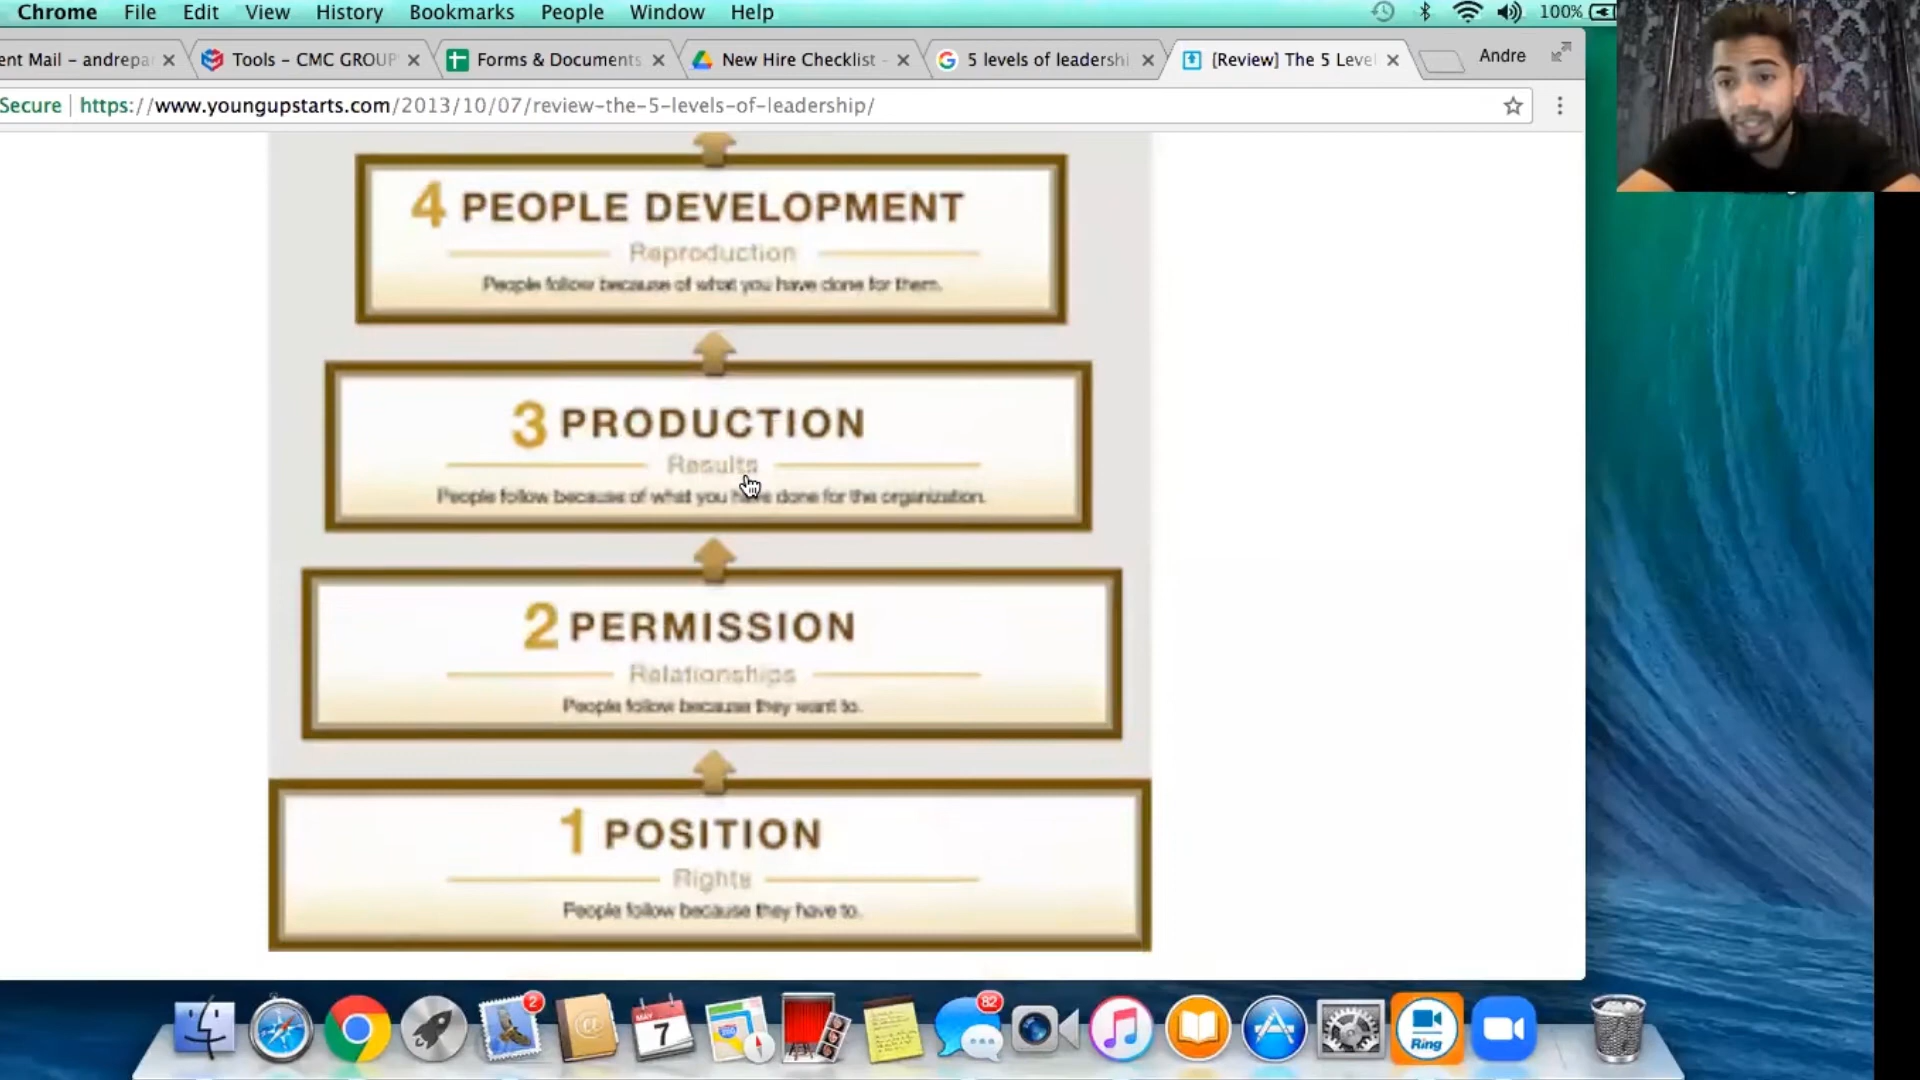 Chrome File Edit View History Bookmarks People Window Help 100%
ent Mail – andrepa Tools – CMC GROUP Forms & Documents New Hire Checklist – 5 levels of leadershi [Review] The 5 Leve Andre
Secure https://www.youngupstarts.com/2013/10/07/review-the-5-levels-of-leadership/
4 PEOPLE DEVELOPMENT
Reproduction
People follow because of what you have done for them.
3 PRODUCTION
Results
People follow because of what you have done for the organization.
2 PERMISSION
Relationships
People follow because they want to.
1 POSITION
Rights
People follow because they have to.
2
82
MAY
7
Ring